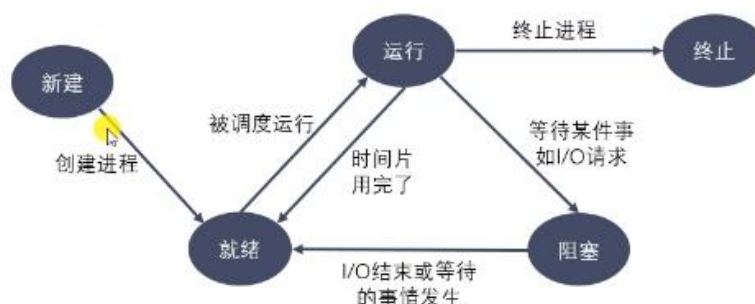 运行
终止进程
终止
新建
被调度运行
等待某件事
如I/O请求
创建进程
时间片
用完了
就绪
阻塞
I/O结束或等待
的事情发生